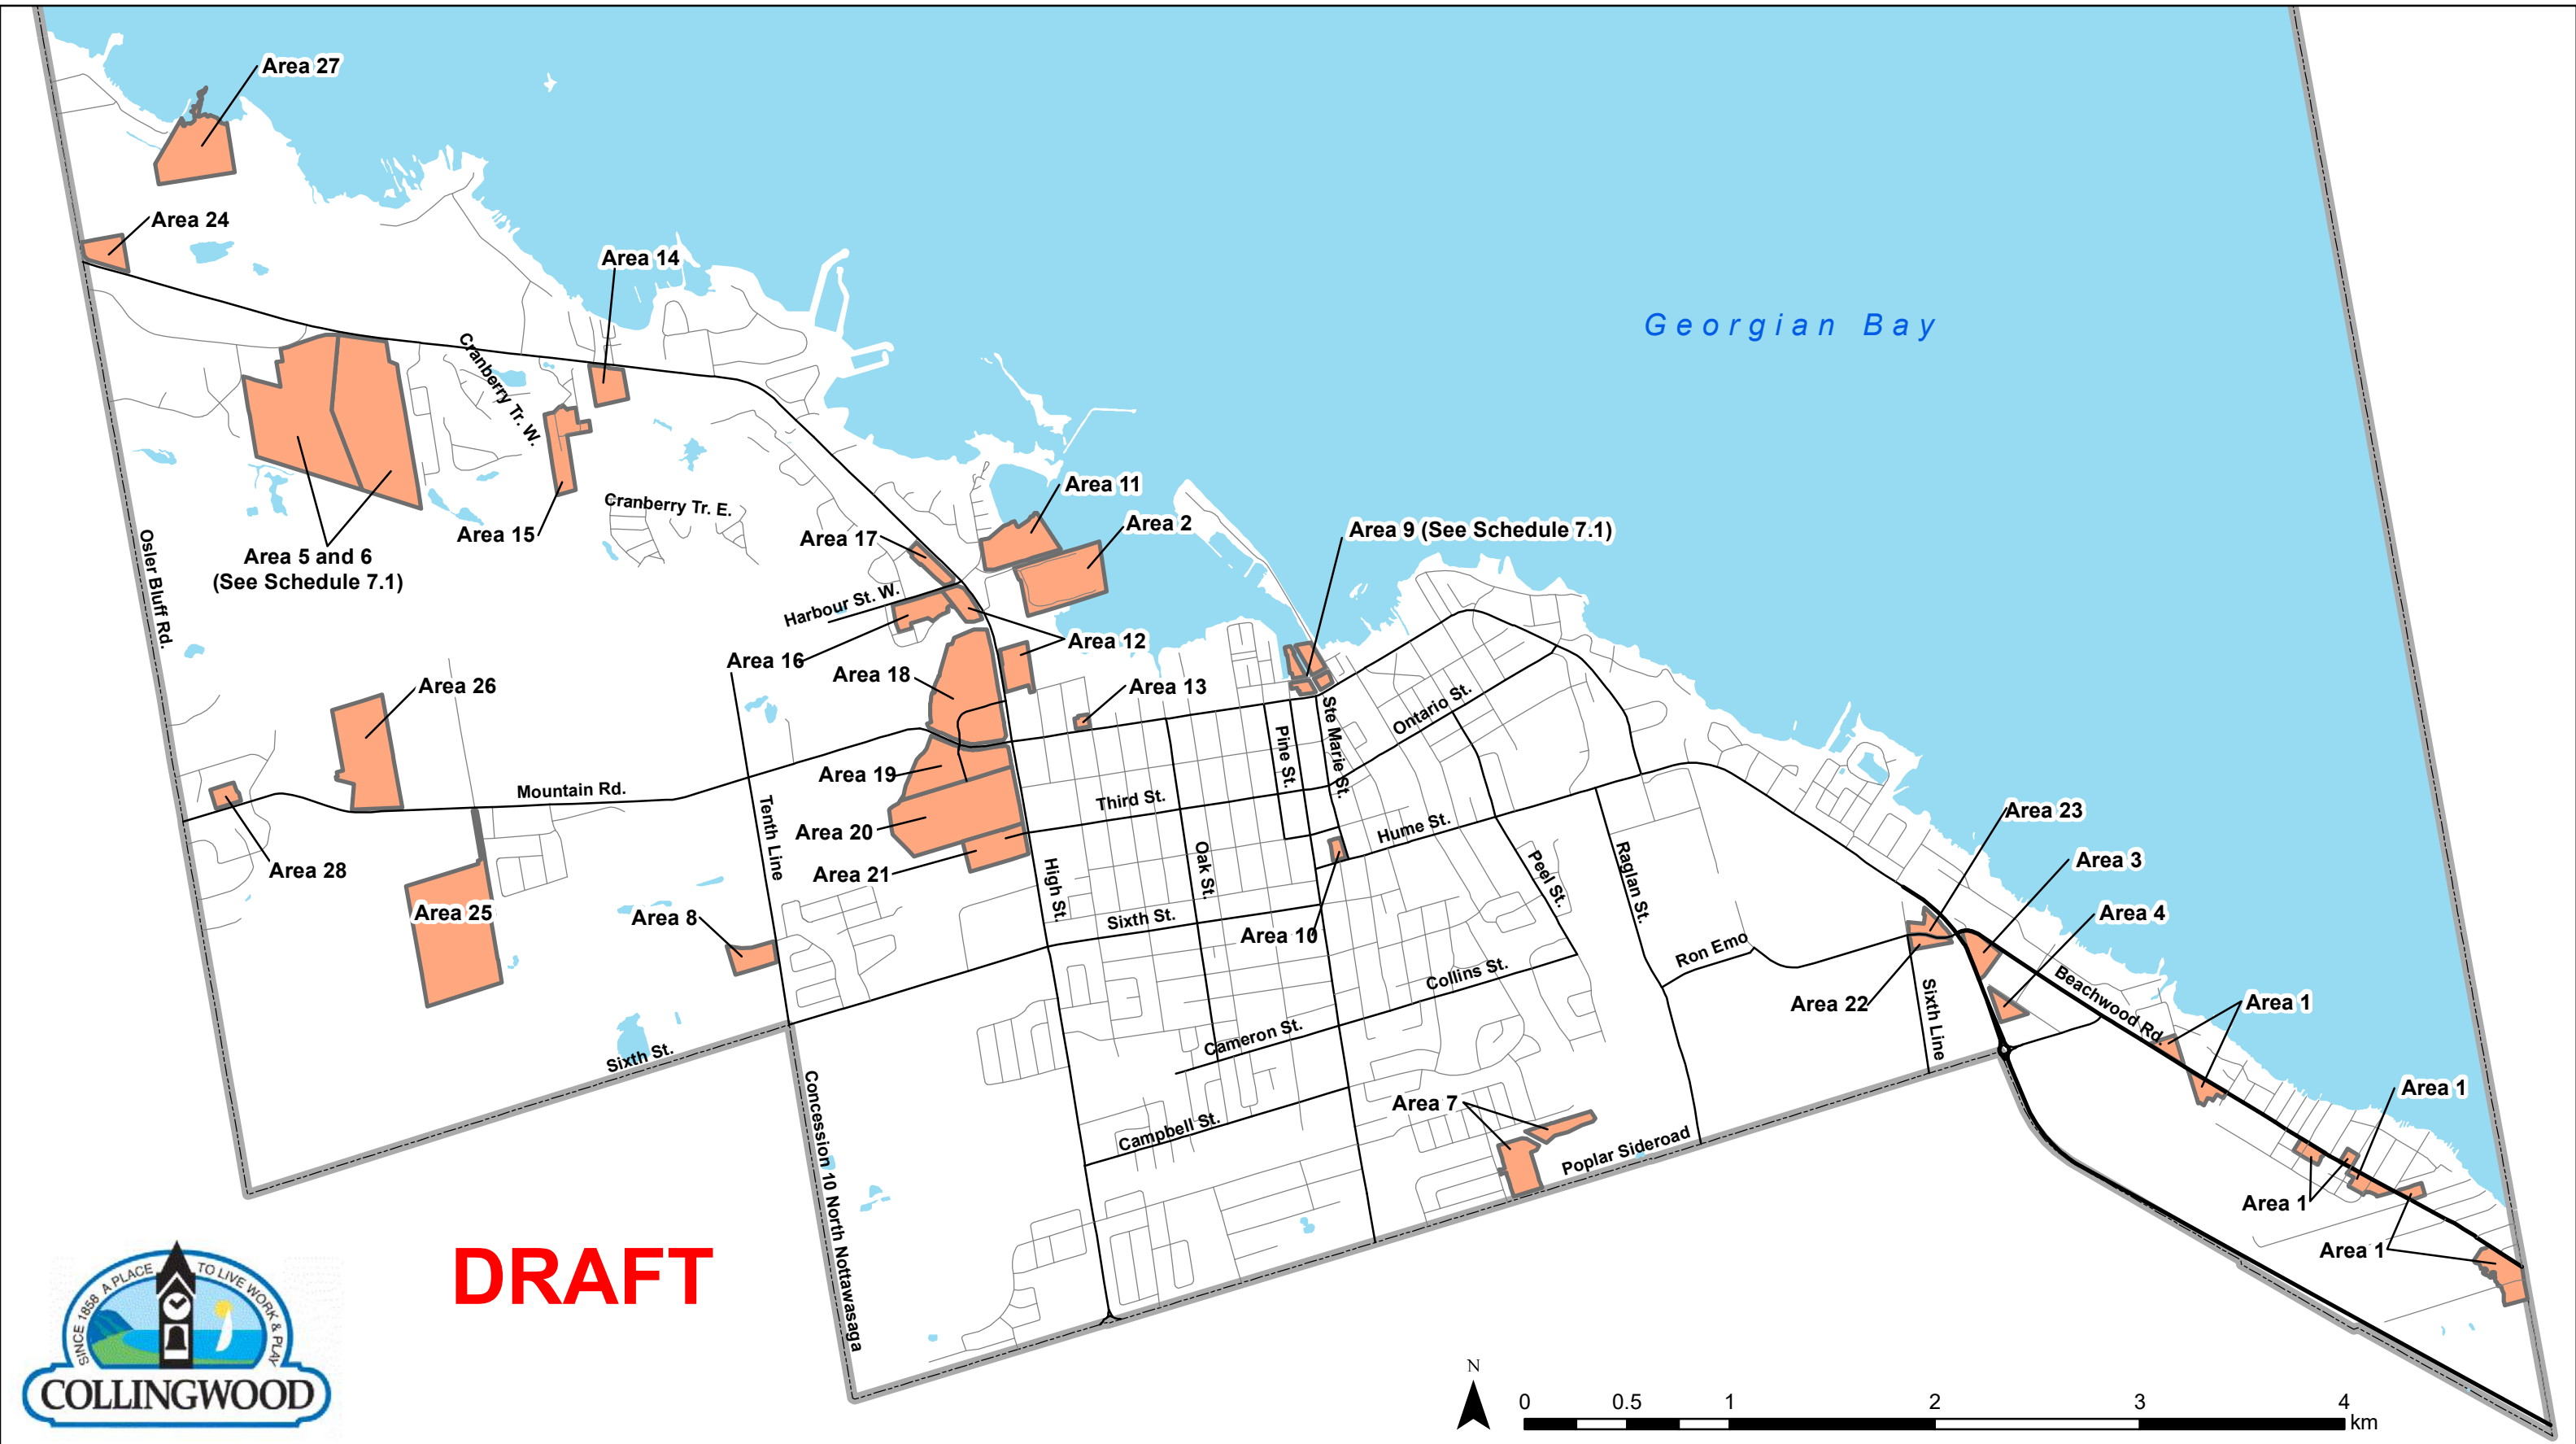 Area 27
Area 24
Area 14
Georgian Bay
Cranberry Tr. W.
Area 11
Area 2
Area 9 (See Schedule 7.1)
Cranberry Tr. E.
Area 15
Area 17
Area 5 and 6
(See Schedule 7.1)
Osler Bluff Rd.
Harbour St. W.
Area 12
Area 16
Area 18
Area 26
Area 13
Ontario St.
Ste Marie St.
Pine St.
Area 19
Mountain Rd.
Third St.
Tenth Line
Area 20
Hume St.
Area 23
Area 28
Area 21
High St.
Oak St.
Peel St.
Raglan St.
Area 3
Area 25
Area 8
Sixth St.
Area 10
Area 4
Ron Emo
Collins St.
Area 22
Sixth Line
Beachwood Rd.
Area 1
Cameron St.
Sixth St.
Concession 10 North Nottawasaga
Area 7
Campbell St.
Poplar Sideroad
Area 1
Area 1
Area 1
DRAFT
SINCE 1858 A PLACE TO LIVE WORK & PLAY
COLLINGWOOD
N
0 0.5 1 2 3 4
km